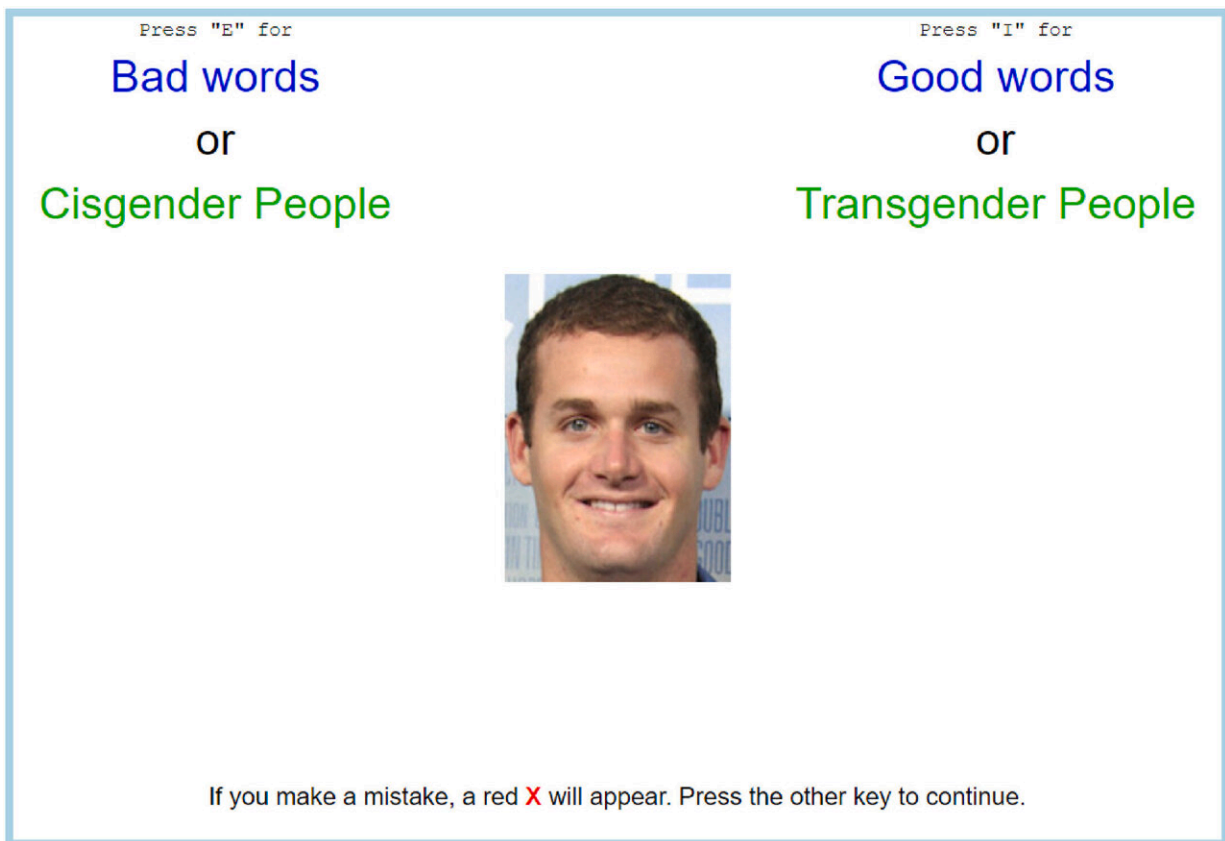 Press "E" for
Bad words
or
Cisgender People
Press "I" for
Good words
or
Transgender People
If you make a mistake, a red X will appear. Press the other key to continue.